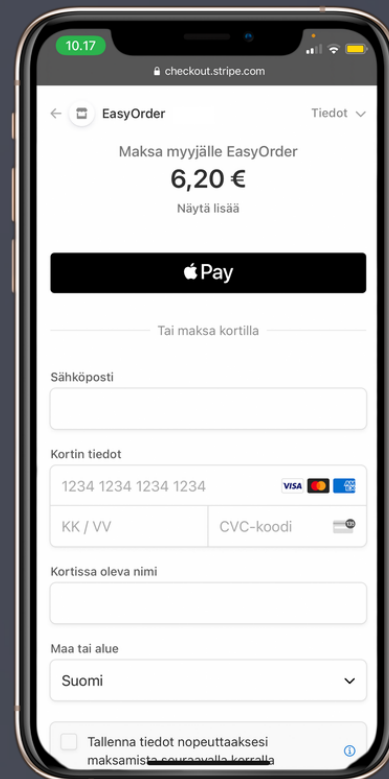 10.17
checkout.stripe.com
EasyOrder
Tiedot
Maksa myyjälle EasyOrder
6,20 €
Näytä lisää
Pay
Tai maksa kortilla
Sähköposti
Kortin tiedot
1234 1234 1234 1234 VISA
KK / VV CVC-koodi
Kortissa oleva nimi
Maa tai alue
Suomi
Tallenna tiedot nopeuttaaksesi
maksamista seuraavalla kerralla